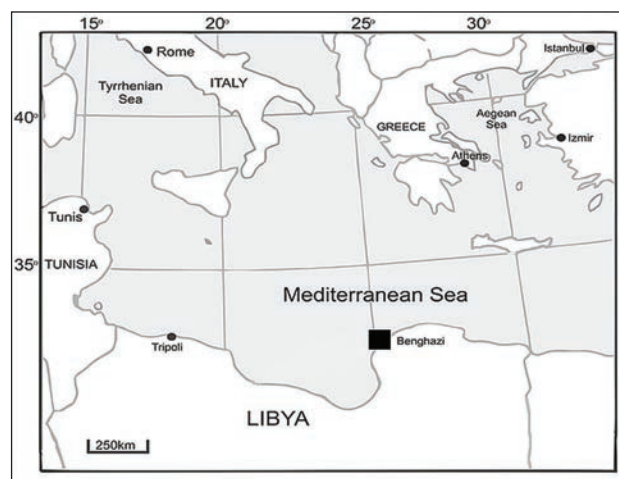 15° 20° 25° 30°
Rome
Istanbul
ITALY
Tyrrhenian
Sea
40°
GREECE
Aegean
Sea
Izmir
Athens
Tunis
TUNISIA
35°
Mediterranean Sea
Tripoli
Benghazi
LIBYA
250km